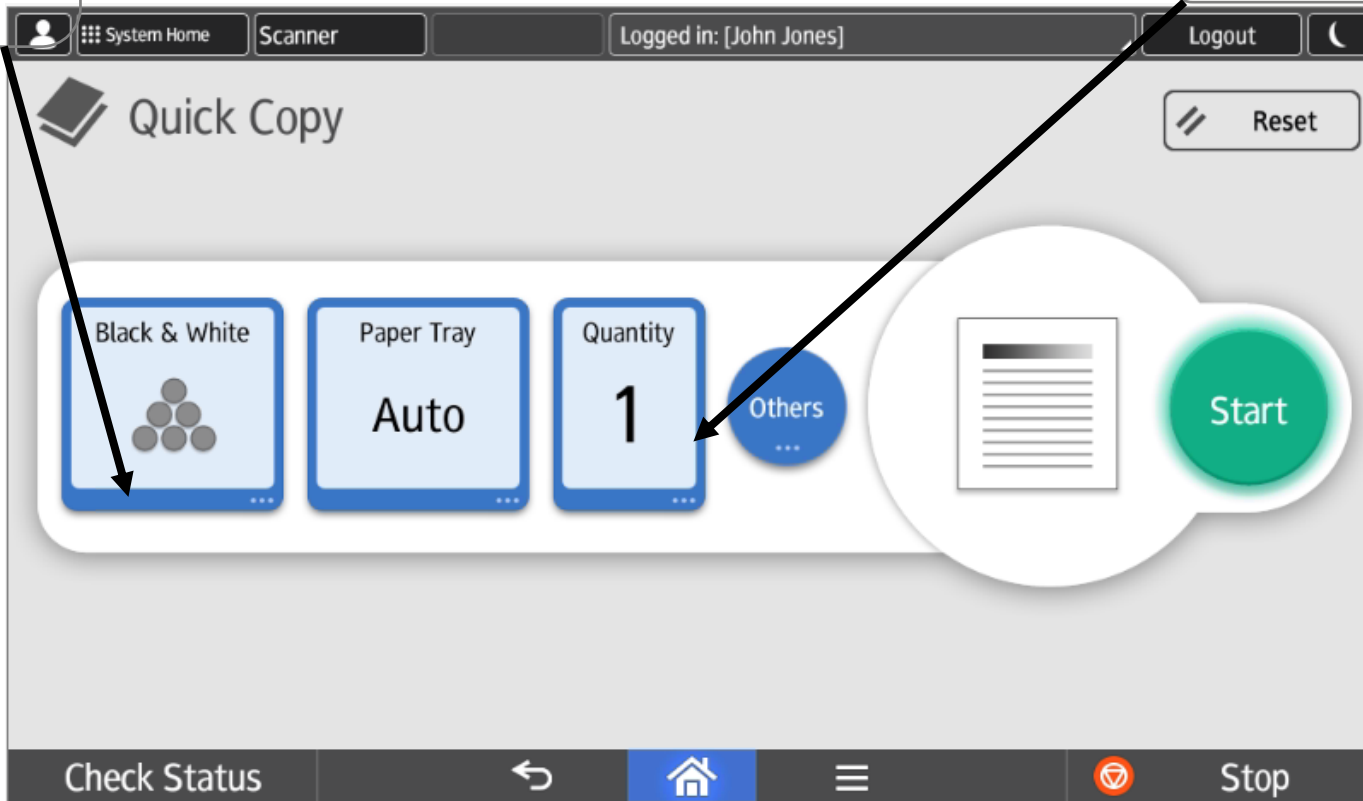 System Home
Scanner
Logged in: [John Jones]
Logout
Quick Copy
Reset
Black & White
Paper Tray
Auto
Quantity
1
Others
...
Start
Check Status
Stop